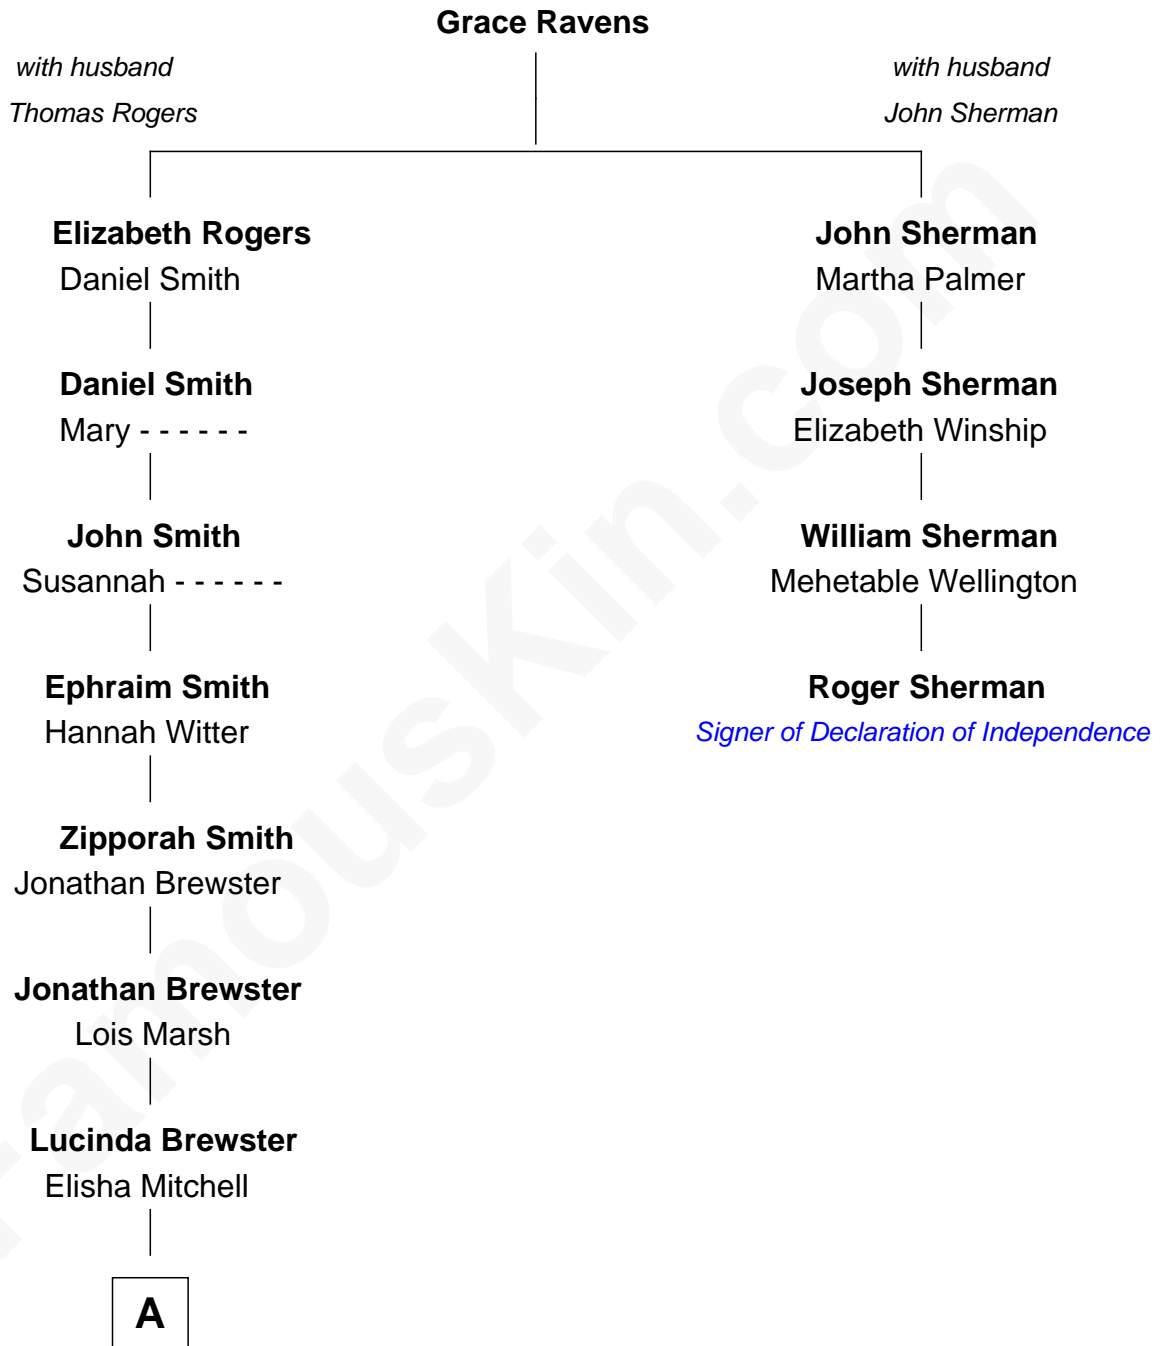 Grace Ravens
with husband
Thomas Rogers
with husband
John Sherman
Elizabeth Rogers
Daniel Smith
John Sherman
Martha Palmer
Daniel Smith
Mary - - - - - -
Joseph Sherman
Elizabeth Winship
John Smith
Susannah - - - - - -
William Sherman
Mehetable Wellington
Ephraim Smith
Hannah Witter
Roger Sherman
Signer of Declaration of Independence
Zipporah Smith
Jonathan Brewster
Jonathan Brewster
Lois Marsh
Lucinda Brewster
Elisha Mitchell
A
FamousKin.com